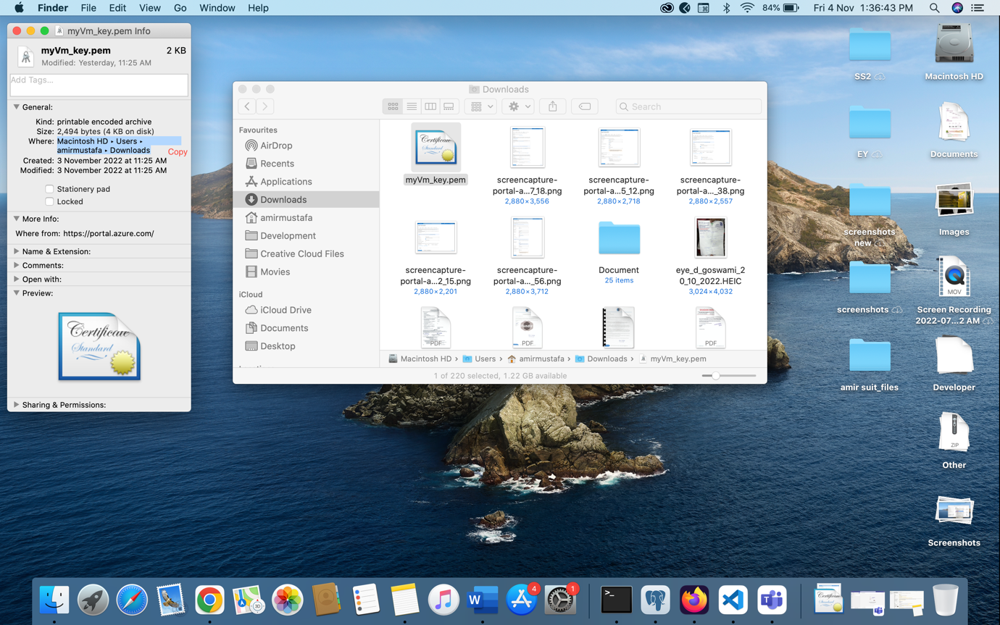 Finder File Edit View Go Window Help
84% Fri 4 Nov 1:36:43 PM
myVm_key.pem Info
myVm_key.pem 2 KB
Modified: Yesterday, 11:25 AM
Add Tags...
General:
Kind: printable encoded archive
Size: 2,494 bytes (4 KB on disk)
Where: Macintosh HD ▸ Users ▸
amirmustafa ▸ Downloads
Copy
Created: 3 November 2022 at 11:25 AM
Modified: 3 November 2022 at 11:25 AM
Stationery pad
Locked
More Info:
Where from: https://portal.azure.com/
Name & Extension:
Comments:
Open with:
Preview:
Certificate
Standard
Sharing & Permissions:
Downloads
Search
Favourites
AirDrop
Recents
Applications
Downloads
amirmustafa
Development
Creative Cloud Files
Movies
iCloud
iCloud Drive
Documents
Desktop
Certificate
Standard
myVm_key.pem
screencapture-
portal-a...7_18.png
2,880×3,556
screencapture-
portal-a...5_12.png
2,880×2,718
screencapture-
portal-a..._38.png
2,880×2,557
screencapture-
portal-a...2_15.png
2,880×2,201
screencapture-
portal-a..._56.png
2,880×3,712
Document
25 items
eye_d_goswami_2
0_10_2022.HEIC
3,024×4,032
PDF
PDF
PDF
Macintosh HD › Users › amirmustafa › Downloads › myVm_key.pem
1 of 220 selected, 1.22 GB available
SS2
Macintosh HD
EY
Documents
screenshots
new
Images
screenshots
MOV
Screen Recording
2022-07...2 AM
amir suit_files
Developer
ZIP
Other
Screenshots
3D
W
4
1
>_